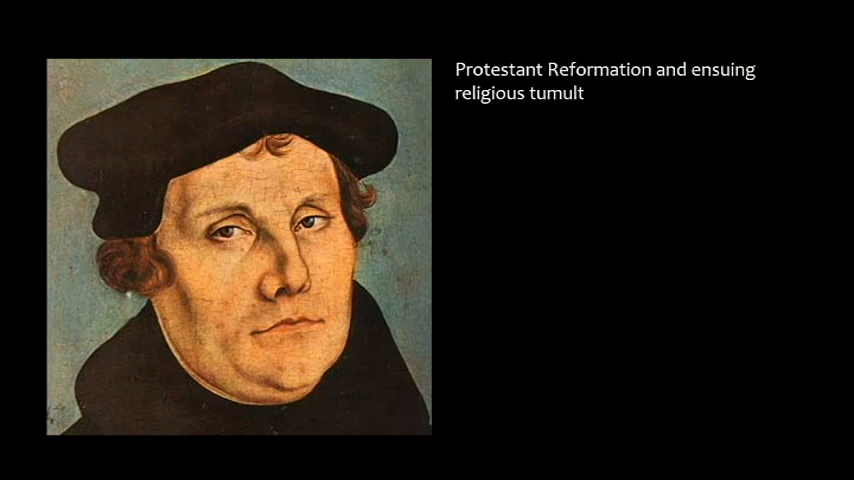 Protestant Reformation and ensuing
religious tumult